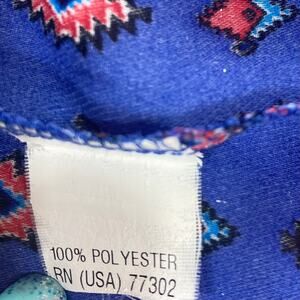 100% POLYESTER
RN (USA) 77302